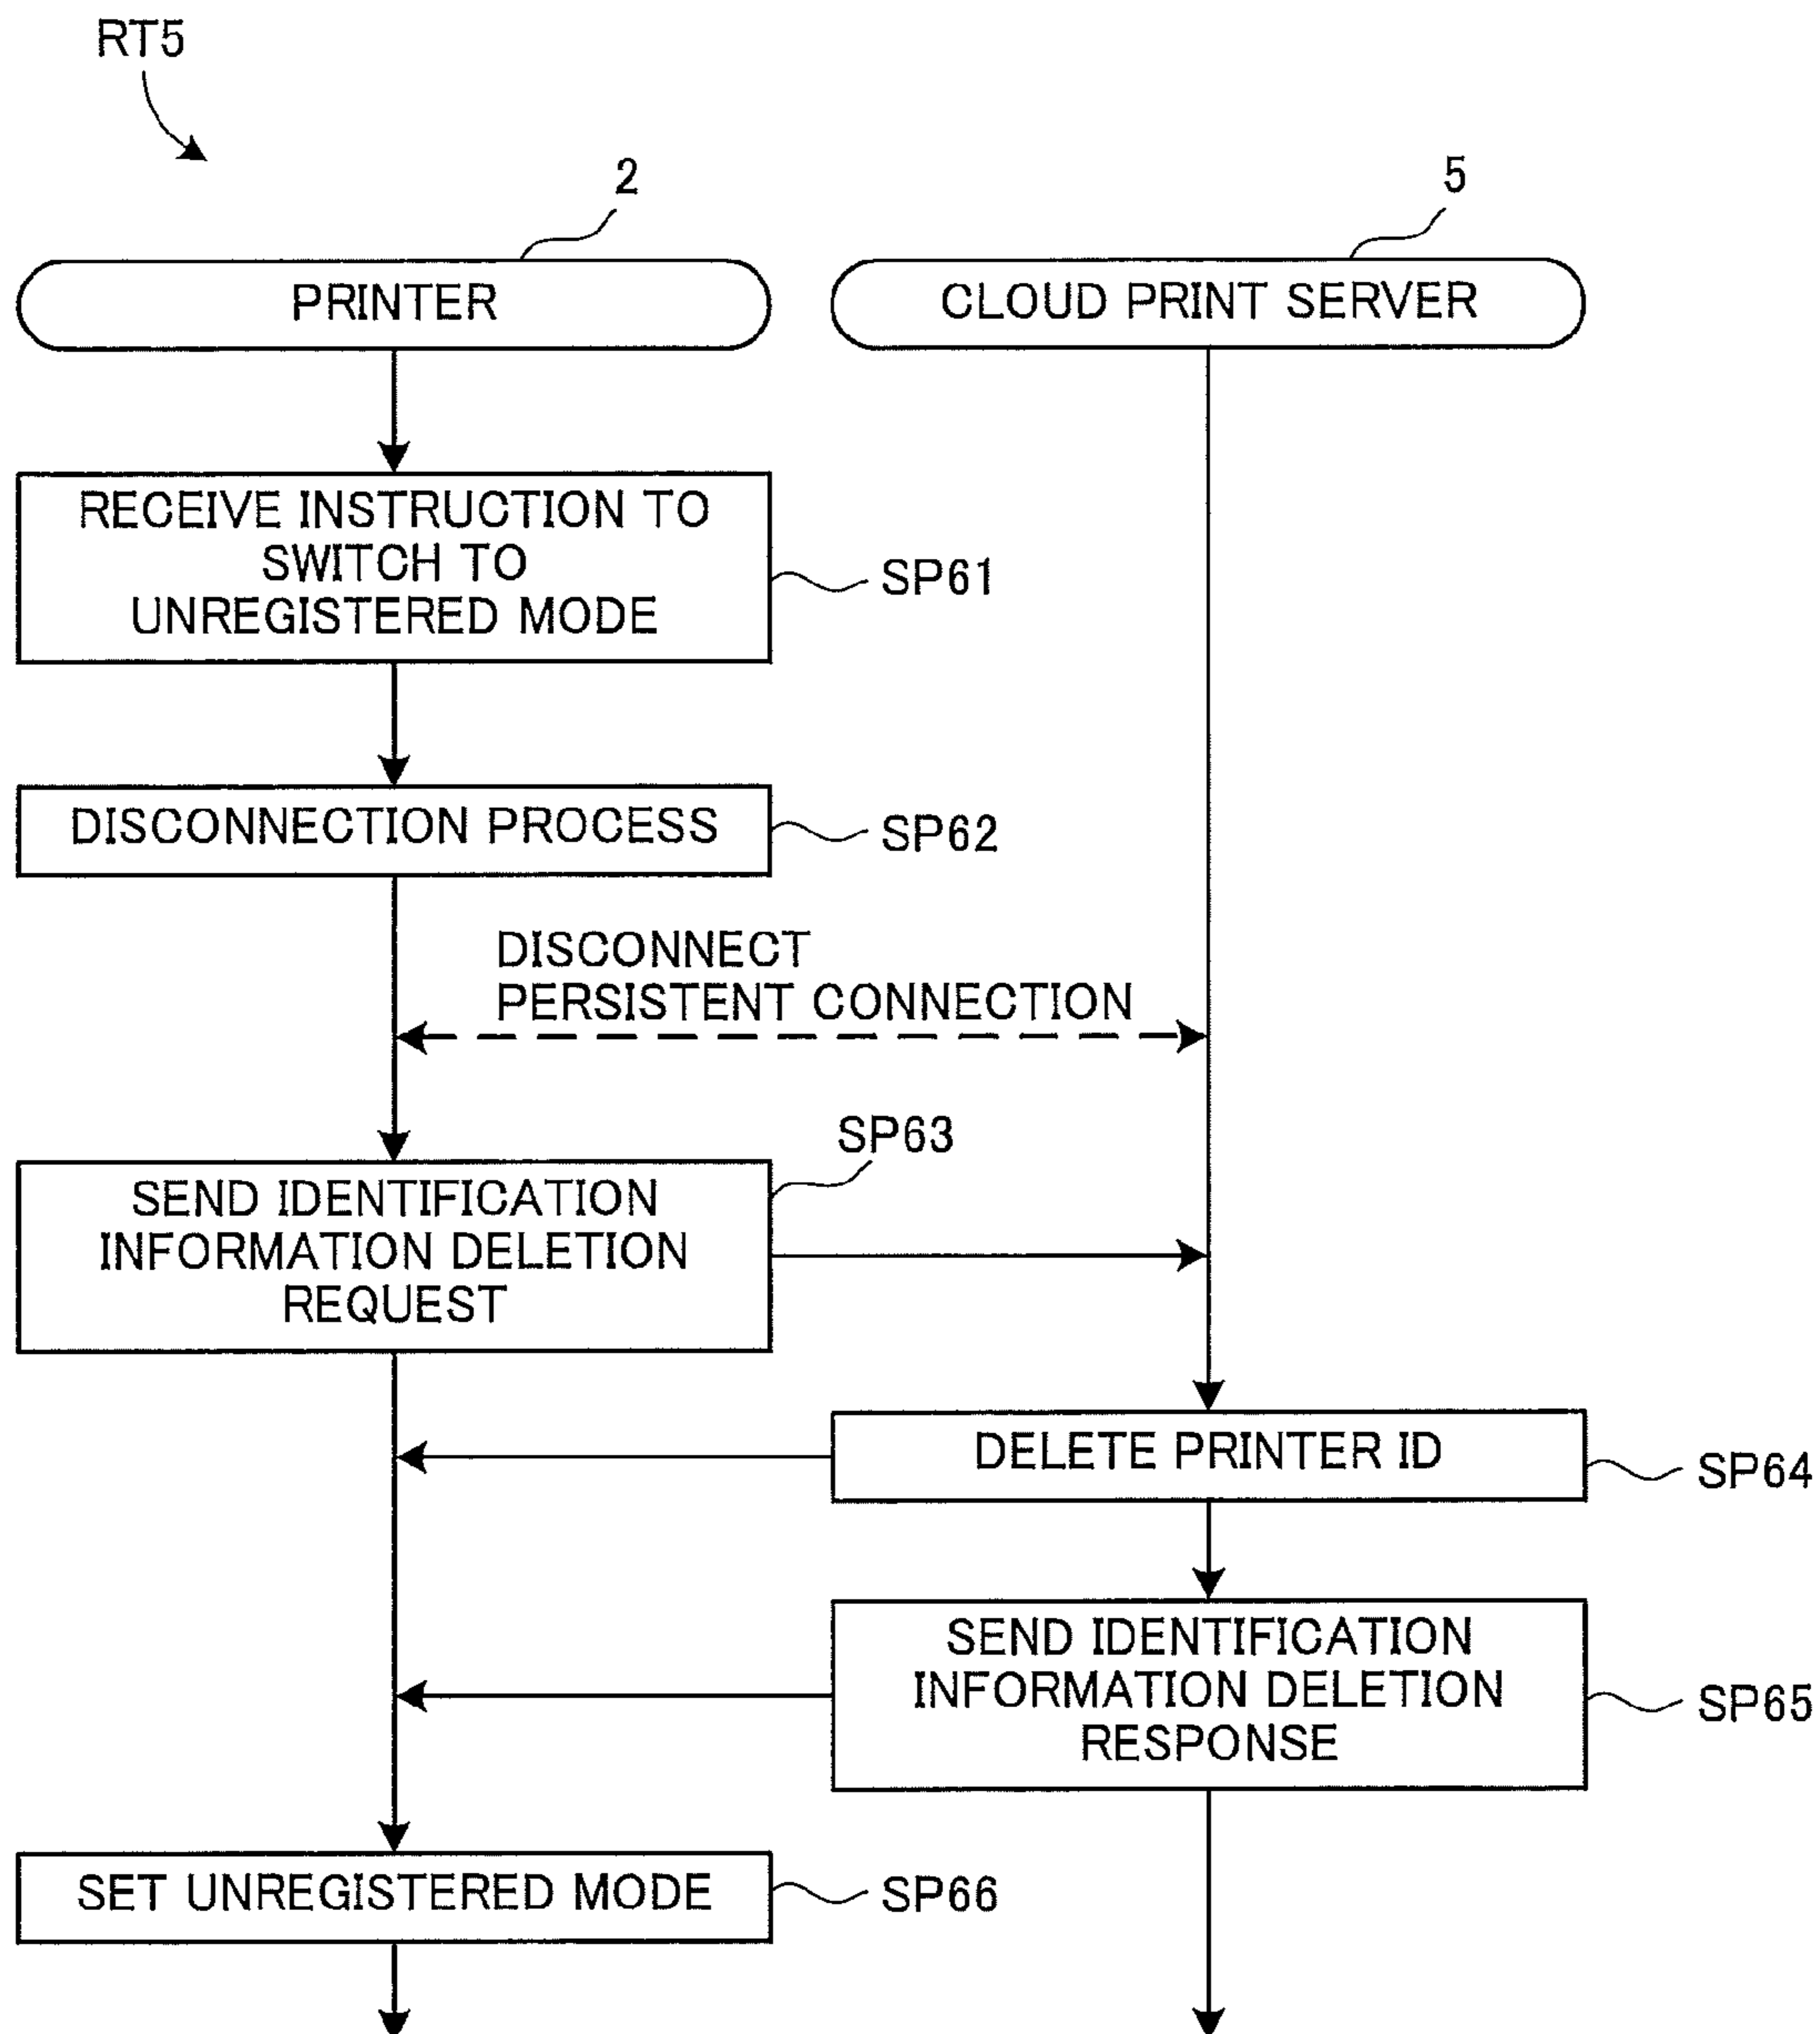 RT5
2
5
PRINTER
CLOUD PRINT SERVER
RECEIVE INSTRUCTION TO
SWITCH TO
UNREGISTERED MODE
SP61
DISCONNECTION PROCESS
SP62
DISCONNECT
PERSISTENT CONNECTION
SP63
SEND IDENTIFICATION
INFORMATION DELETION
REQUEST
DELETE PRINTER ID
SP64
SEND IDENTIFICATION
INFORMATION DELETION
RESPONSE
SP65
SET UNREGISTERED MODE
SP66